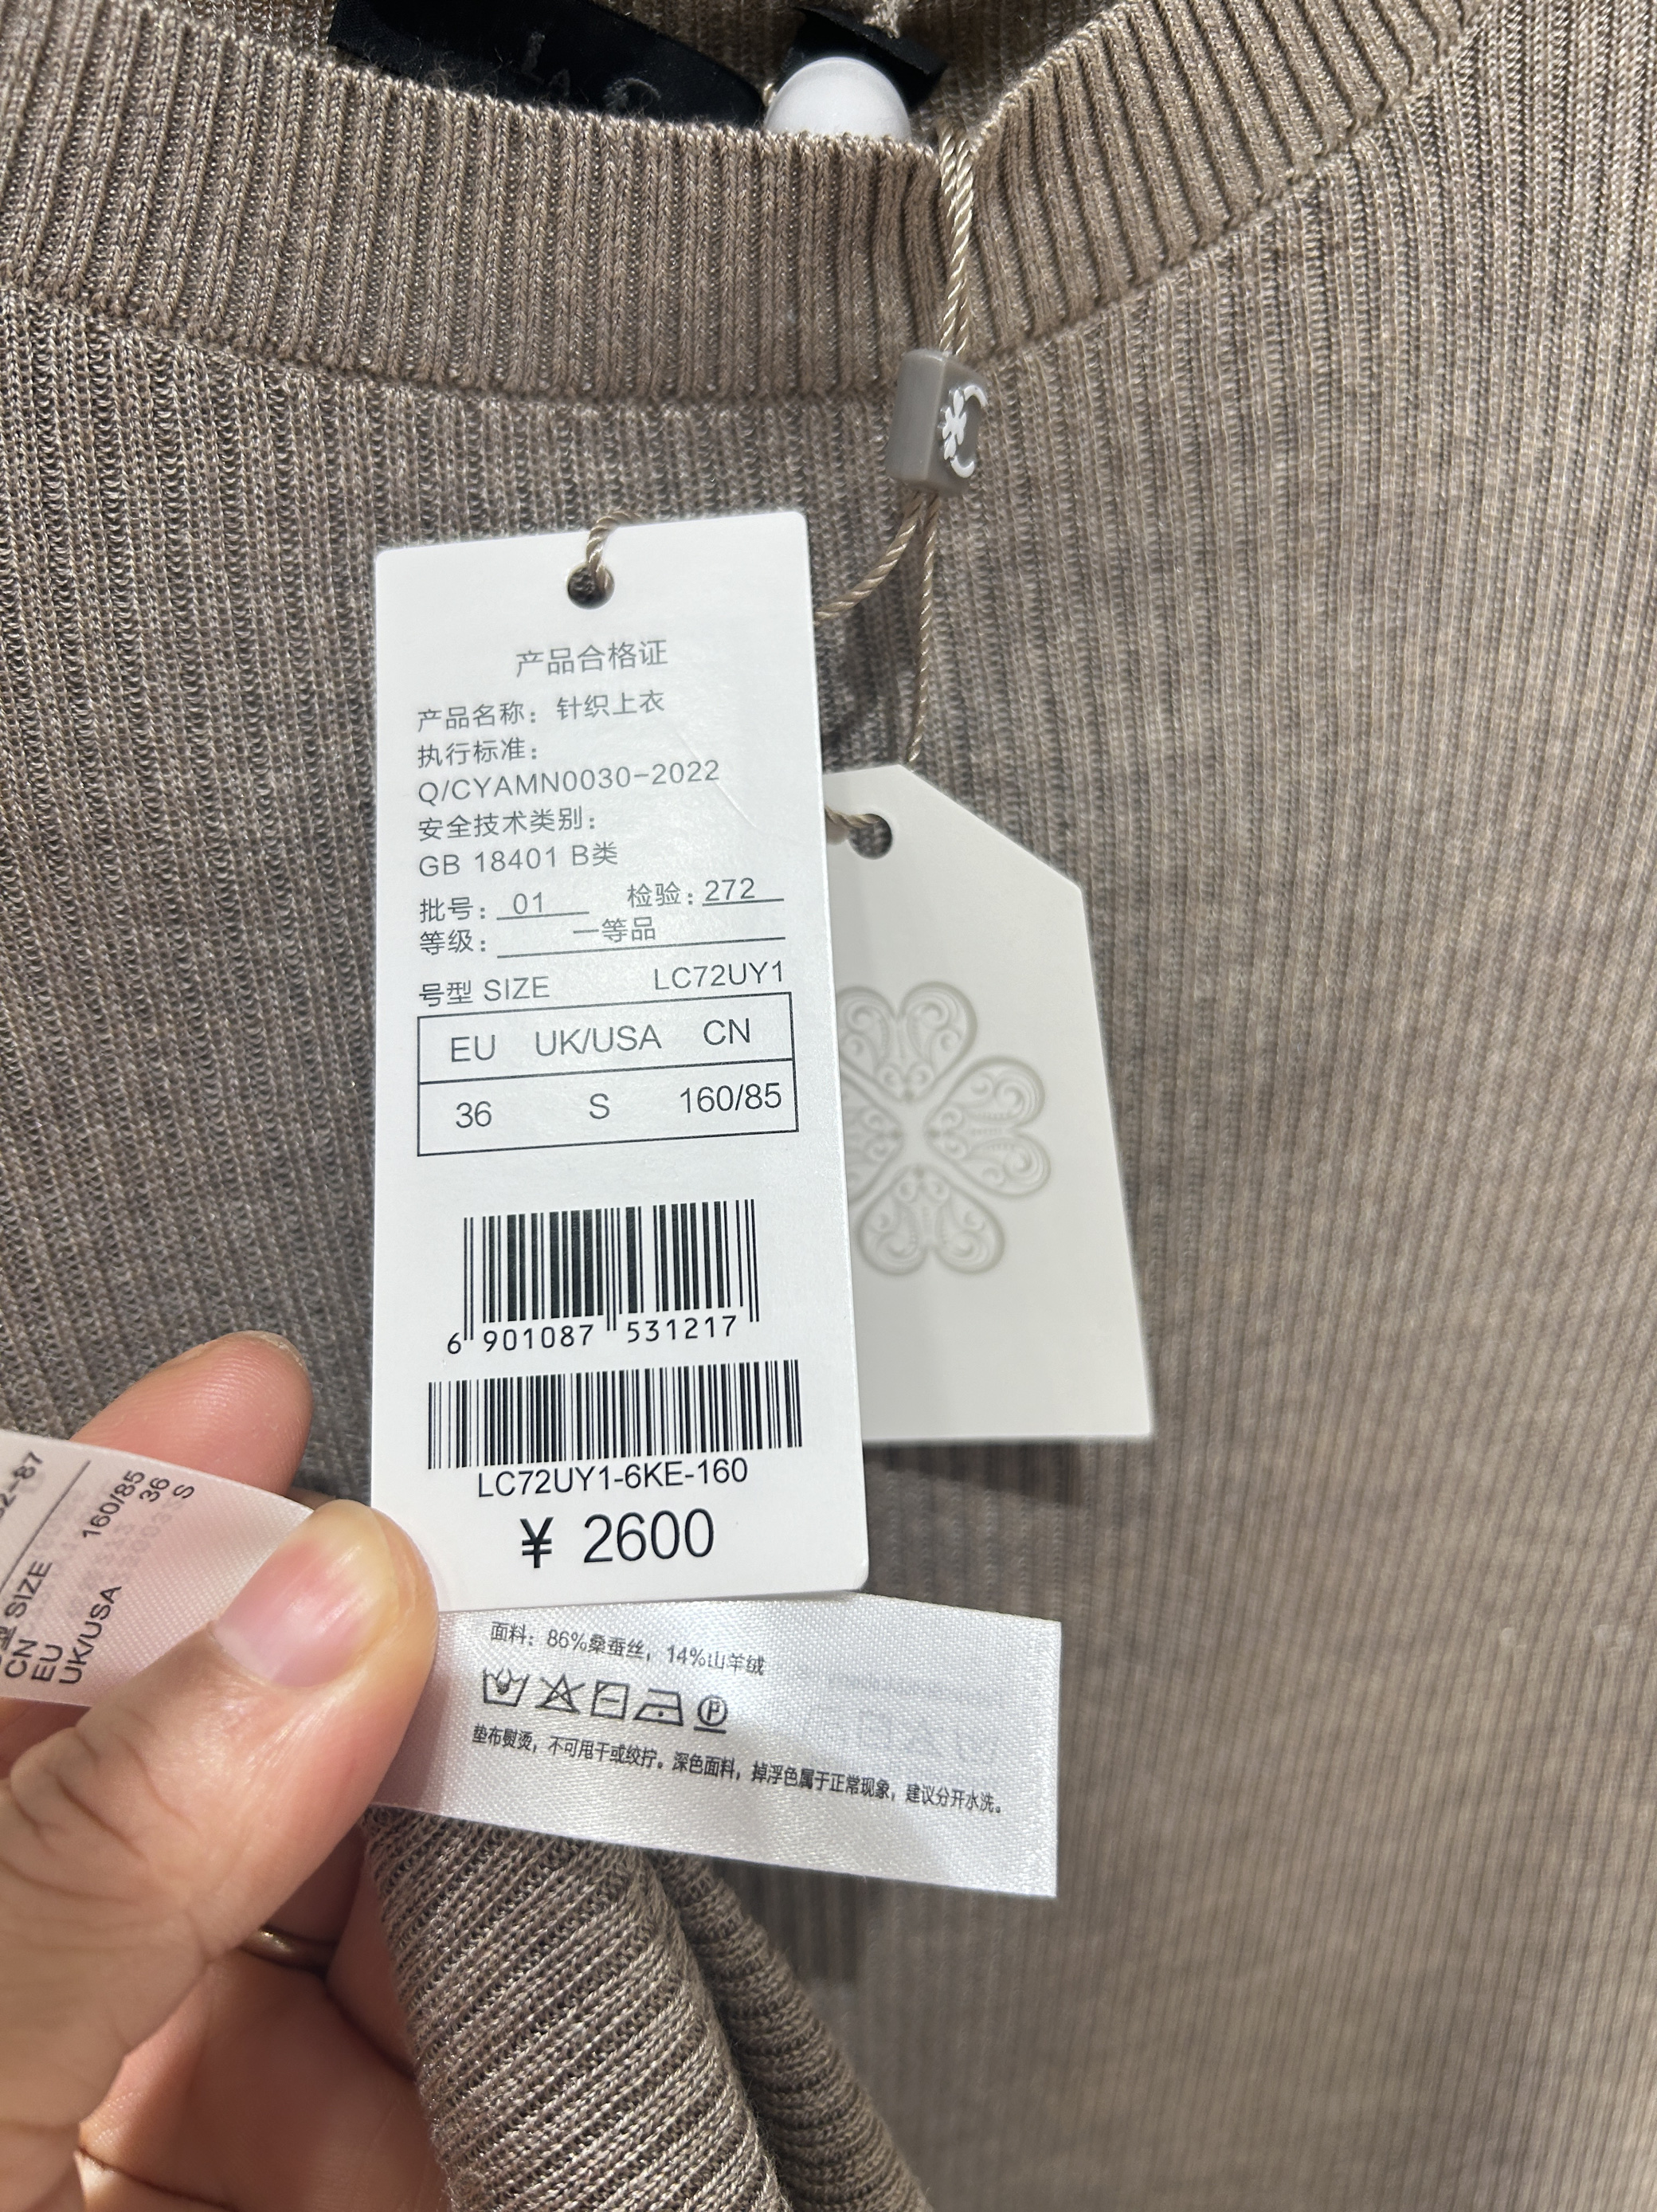 LA
产品合格证
产品名称：针织上衣
执行标准：
Q/CYAMN0030-2022
安全技术类别：
GB 18401 B类
批号：01 检验：272
等级：一等品
号型 SIZE LC72UY1
EU UK/USA CN
36 S 160/85
6 901087 531217
LC72UY1-6KE-160
¥ 2600
面料：86%桑蚕丝，14%山羊绒
P
垫布熨烫，不可甩干或绞拧。深色面料，掉浮色属于正常现象，建议分开水洗。
82-87
SIZE
CN 160/85
EU 36
UK/USA S